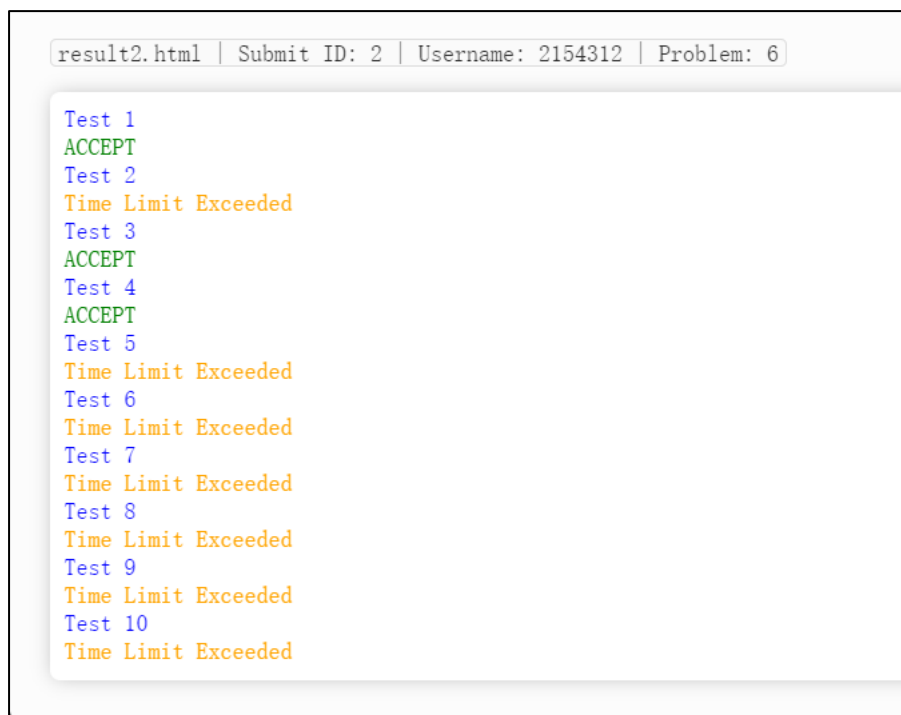 result2.html | Submit ID: 2 | Username: 2154312 | Problem: 6
Test 1
ACCEPT
Test 2
Time Limit Exceeded
Test 3
ACCEPT
Test 4
ACCEPT
Test 5
Time Limit Exceeded
Test 6
Time Limit Exceeded
Test 7
Time Limit Exceeded
Test 8
Time Limit Exceeded
Test 9
Time Limit Exceeded
Test 10
Time Limit Exceeded